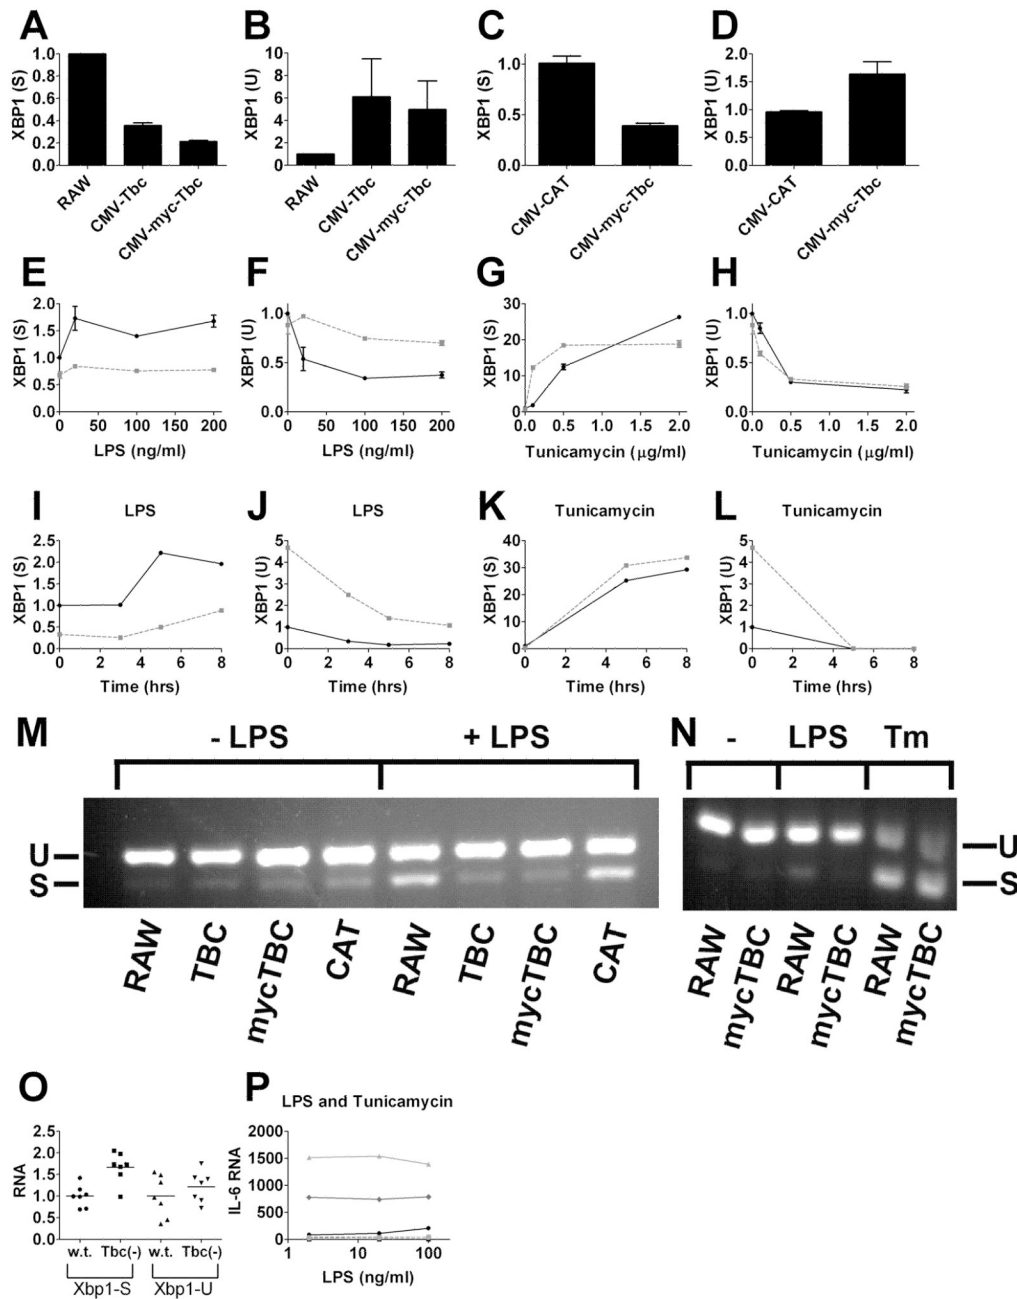 A B C D
XBP1 (S)
1.0
0.8
0.6
0.4
0.2
0.0
RAW
CMV-Tbc
CMV-myc-Tbc
XBP1 (U)
10
8
6
4
2
0
RAW
CMV-Tbc
CMV-myc-Tbc
XBP1 (S)
1.0
0.5
0.0
CMV-CAT
CMV-myc-Tbc
XBP1 (U)
2.0
1.5
1.0
0.5
0.0
CMV-CAT
CMV-myc-Tbc
E F G H
XBP1 (S)
2.0
1.5
1.0
0.5
0.0
0 50 100 150 200
LPS (ng/ml)
XBP1 (U)
1.0
0.5
0.0
0 50 100 150 200
LPS (ng/ml)
XBP1 (S)
30
20
10
0
0.0 0.5 1.0 1.5 2.0
Tunicamycin (μg/ml)
XBP1 (U)
1.0
0.5
0.0
0.0 0.5 1.0 1.5 2.0
Tunicamycin (μg/ml)
I LPS J LPS K Tunicamycin L Tunicamycin
XBP1 (S)
2.5
2.0
1.5
1.0
0.5
0.0
0 2 4 6 8
Time (hrs)
XBP1 (U)
5
4
3
2
1
0
0 2 4 6 8
Time (hrs)
XBP1 (S)
40
30
20
10
0
0 2 4 6 8
Time (hrs)
XBP1 (U)
5
4
3
2
1
0
0 2 4 6 8
Time (hrs)
M - LPS + LPS
U
S
RAW TBC mycTBC CAT RAW TBC mycTBC CAT
N - LPS Tm
U
S
RAW mycTBC RAW mycTBC RAW mycTBC
O
RNA
2.5
2.0
1.5
1.0
0.5
0.0
w.t. Tbc(-) w.t. Tbc(-)
Xbp1-S Xbp1-U
P LPS and Tunicamycin
IL-6 RNA
2000
1500
1000
500
0
1 10 100
LPS (ng/ml)